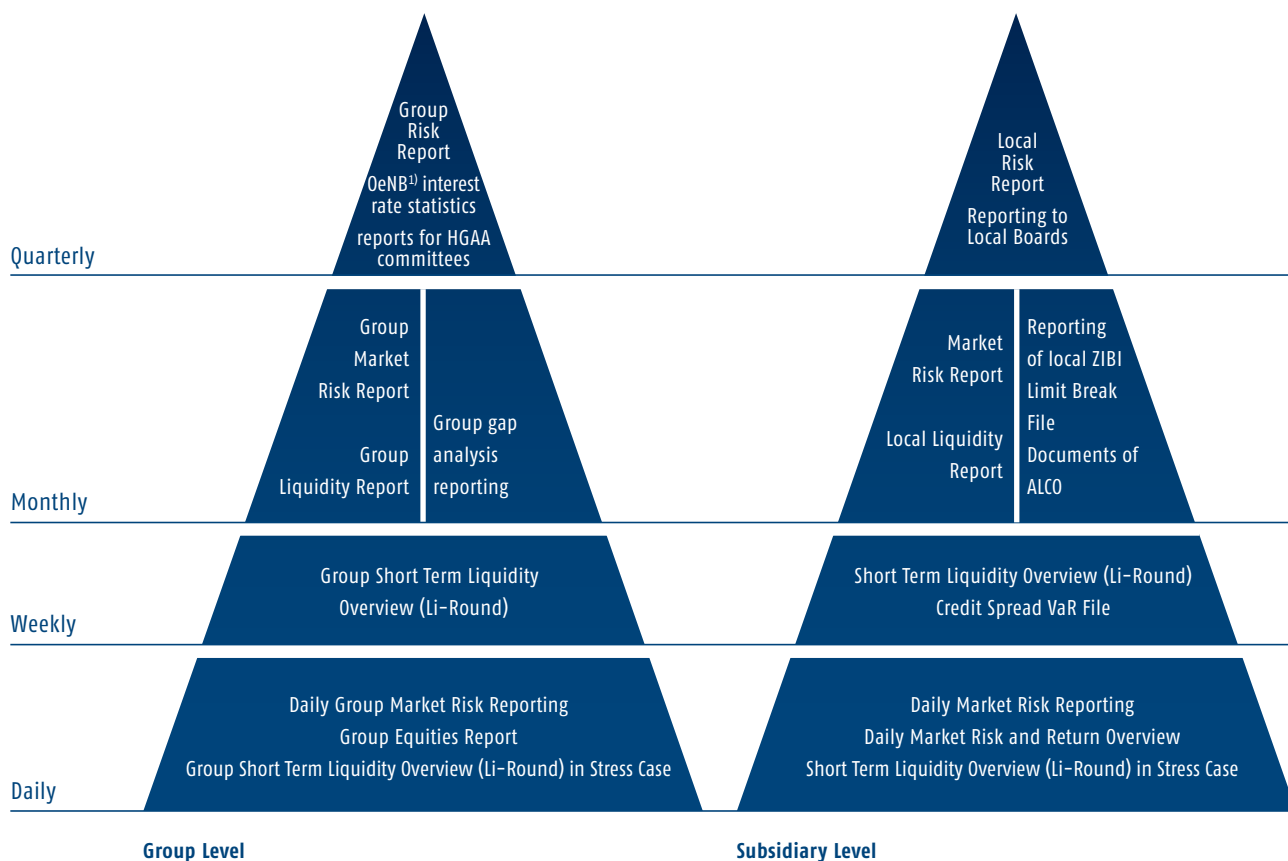 Group
Risk
Report
OeNB1) interest
rate statistics
reports for HGAA
committees
Local
Risk
Report
Reporting to
Local Boards
Quarterly
Group
Market
Risk Report
Group
Liquidity Report
Group gap
analysis
reporting
Market
Risk Report
Local Liquidity
Report
Reporting
of local ZIBI
Limit Break
File
Documents of
ALCO
Monthly
Group Short Term Liquidity
Overview (Li-Round)
Short Term Liquidity Overview (Li-Round)
Credit Spread VaR File
Weekly
Daily Group Market Risk Reporting
Group Equities Report
Group Short Term Liquidity Overview (Li-Round) in Stress Case
Daily Market Risk Reporting
Daily Market Risk and Return Overview
Short Term Liquidity Overview (Li-Round) in Stress Case
Daily
Group Level
Subsidiary Level